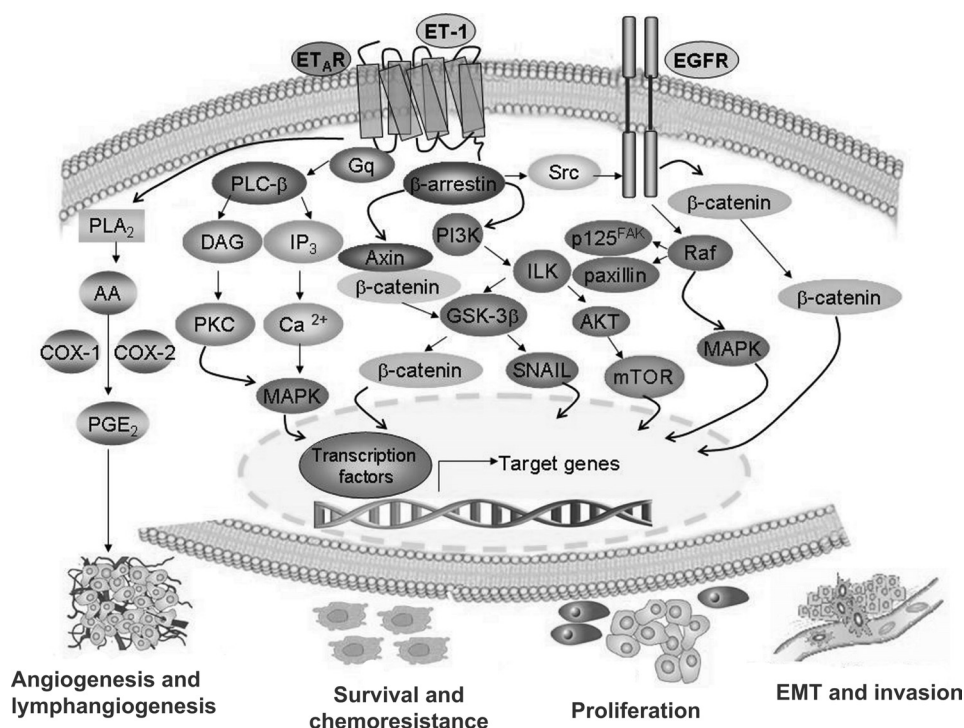 ET-1
ETAR
EGFR
Gq
PLC-β
β-arrestin
Src
β-catenin
PLA2
DAG
IP3
PI3K
p125FAK
Raf
Axin
paxillin
ILK
β-catenin
β-catenin
AA
PKC
Ca 2+
GSK-3β
AKT
COX-1
COX-2
MAPK
β-catenin
SNAIL
mTOR
MAPK
PGE2
Transcription
factors
Target genes
Angiogenesis and
lymphangiogenesis
Survival and
chemoresistance
Proliferation
EMT and invasion